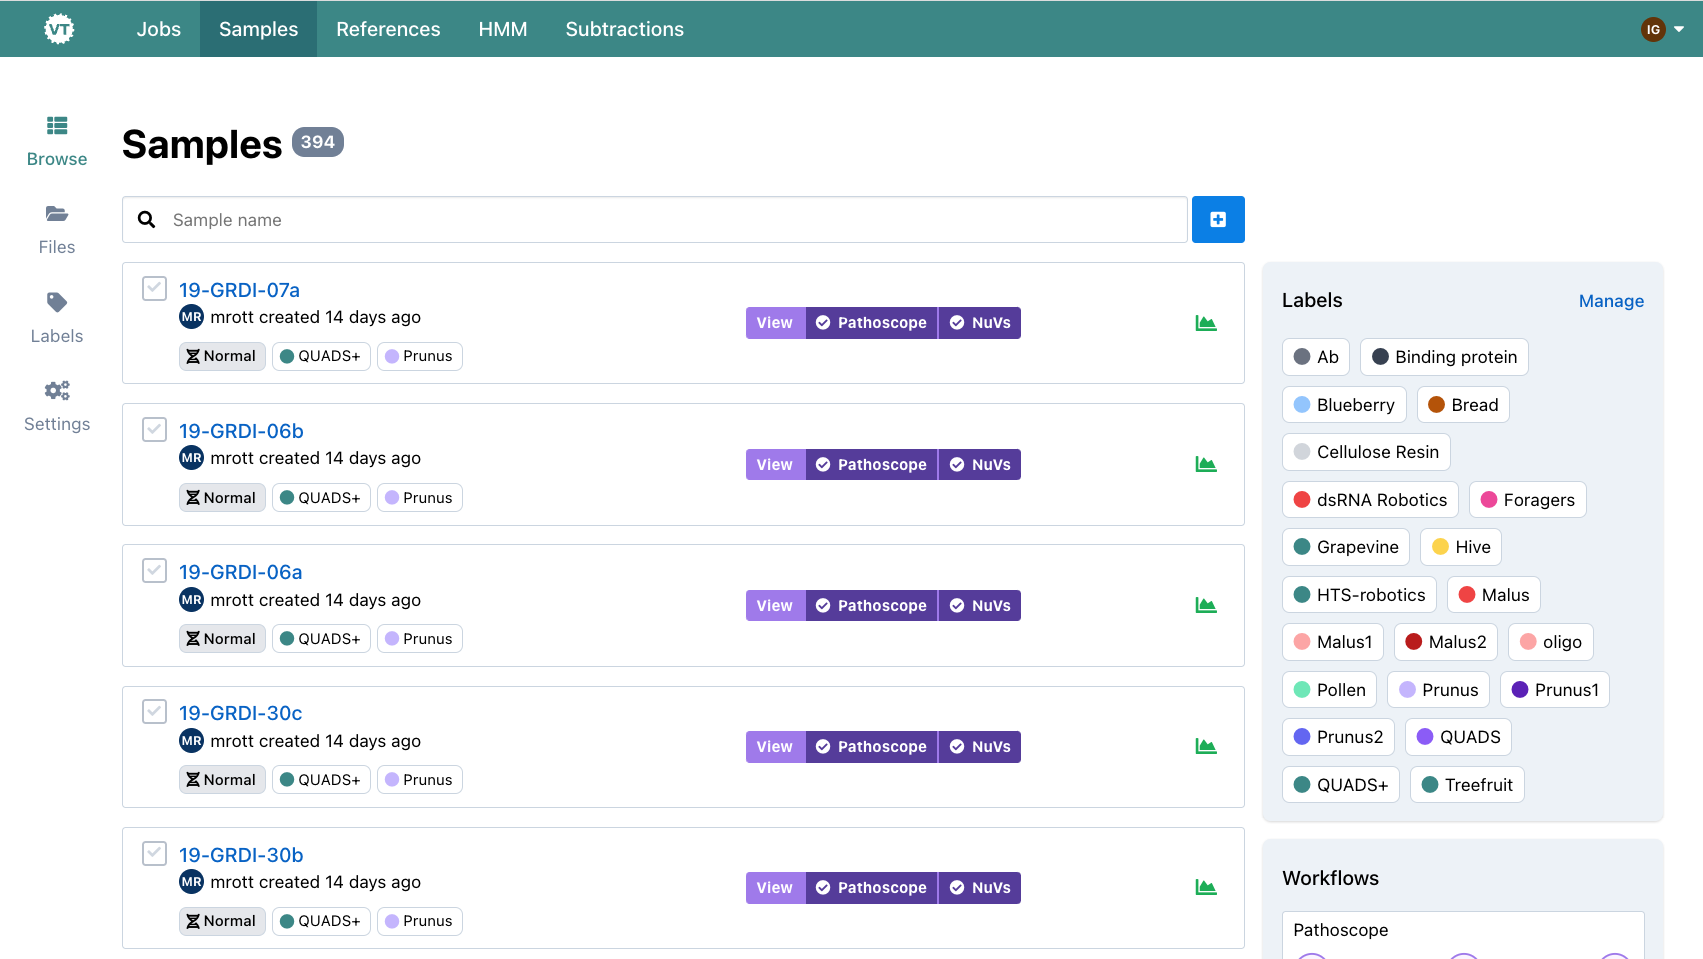 VT Jobs Samples References HMM Subtractions IG
Browse
Files
Labels
Settings
Samples 394
Sample name
19-GRDI-07a
MR mrott created 14 days ago
Normal QUADS+ Prunus
View Pathoscope NuVs
19-GRDI-06b
MR mrott created 14 days ago
Normal QUADS+ Prunus
View Pathoscope NuVs
19-GRDI-06a
MR mrott created 14 days ago
Normal QUADS+ Prunus
View Pathoscope NuVs
19-GRDI-30c
MR mrott created 14 days ago
Normal QUADS+ Prunus
View Pathoscope NuVs
19-GRDI-30b
MR mrott created 14 days ago
Normal QUADS+ Prunus
View Pathoscope NuVs
Labels Manage
Ab Binding protein
Blueberry Bread
Cellulose Resin
dsRNA Robotics Foragers
Grapevine Hive
HTS-robotics Malus
Malus1 Malus2 oligo
Pollen Prunus Prunus1
Prunus2 QUADS
QUADS+ Treefruit
Workflows
Pathoscope